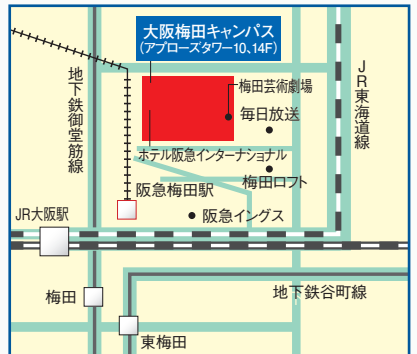 大阪梅田キャンパス
(アプローズタワー10、14F)
地下鉄御堂筋線
JR東海道線
梅田芸術劇場
毎日放送
ホテル阪急インターナショナル
阪急梅田駅
梅田ロフト
阪急イングス
JR大阪駅
梅田
地下鉄谷町線
東梅田